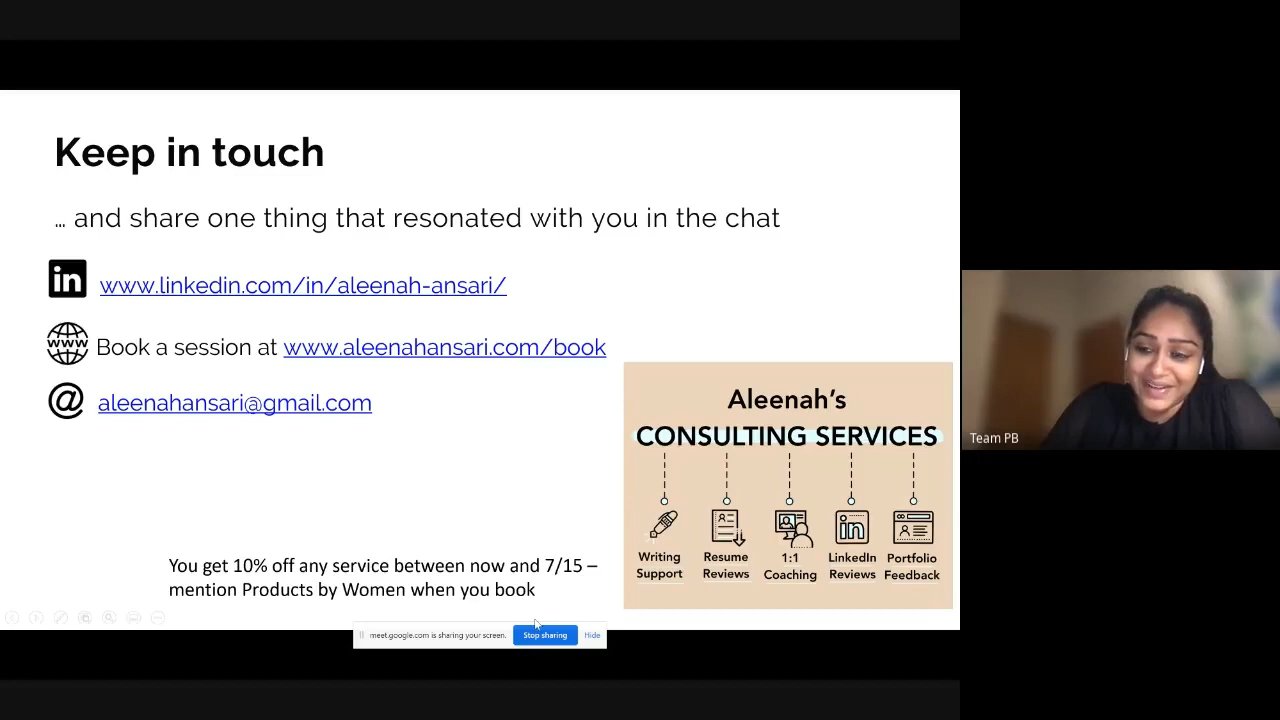 Keep in touch
... and share one thing that resonated with you in the chat
in www.linkedin.com/in/aleenah-ansari/
www Book a session at www.aleenahansari.com/book
@ aleenahansari@gmail.com
Aleenah's
CONSULTING SERVICES
in
Writing Support
Resume Reviews
1:1 Coaching
LinkedIn Reviews
Portfolio Feedback
You get 10% off any service between now and 7/15 –
mention Products by Women when you book
meet.google.com is sharing your screen. Stop sharing Hide
Team PB